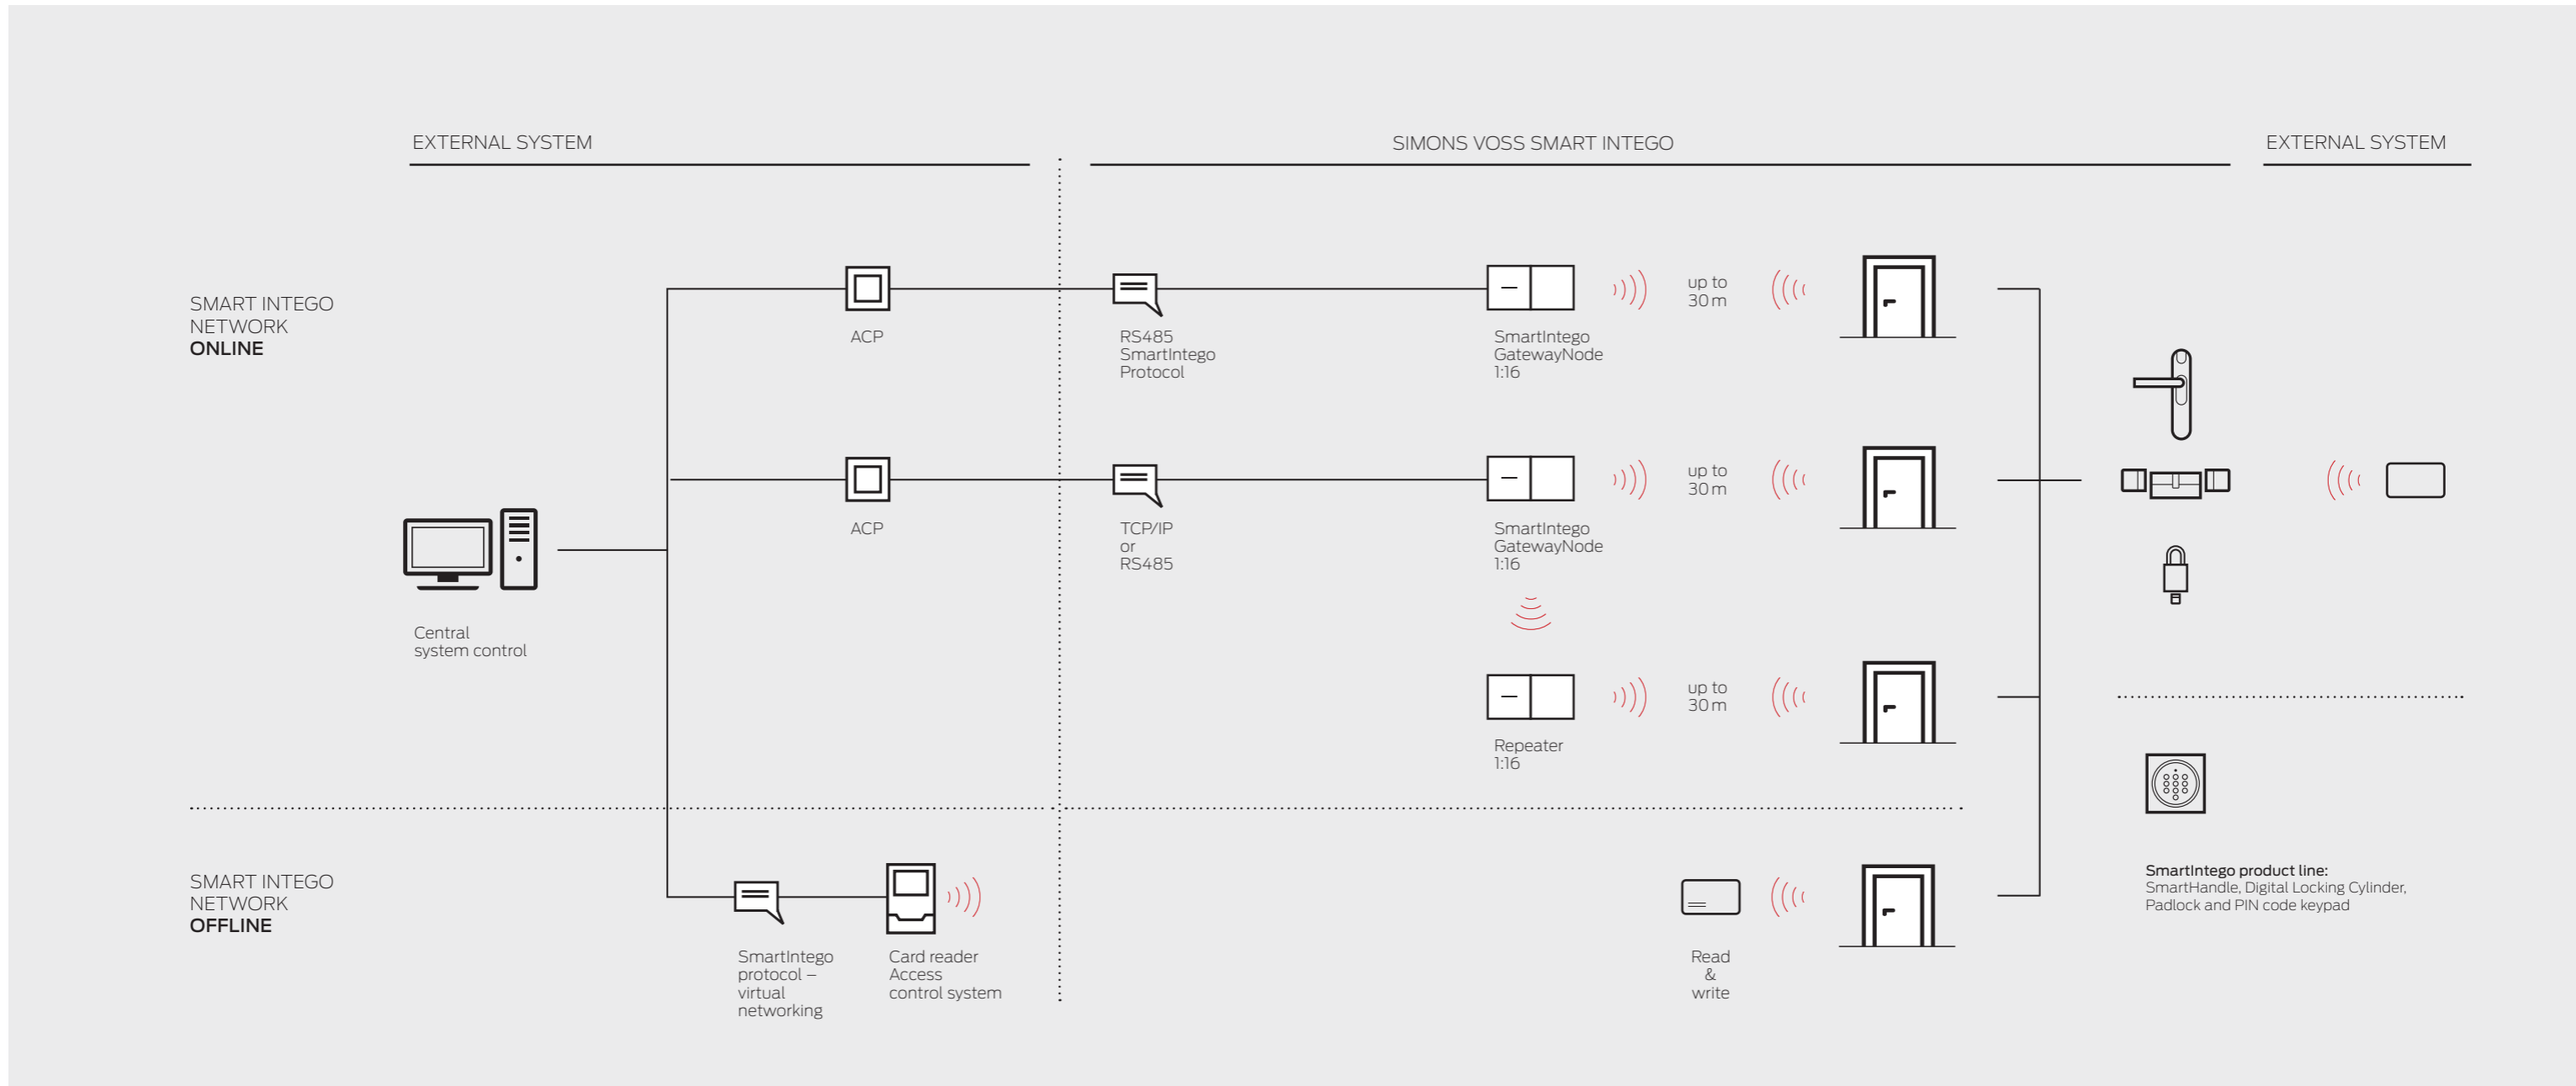 EXTERNAL SYSTEM
SIMONS VOSS SMART INTEGO
EXTERNAL SYSTEM
SMART INTEGO
NETWORK
ONLINE
ACP
RS485
SmartIntego
Protocol
SmartIntego
GatewayNode
1:16
up to
30 m
ACP
TCP/IP
or
RS485
SmartIntego
GatewayNode
1:16
up to
30 m
Central
system control
Repeater
1:16
up to
30 m
SMART INTEGO
NETWORK
OFFLINE
SmartIntego
protocol –
virtual
networking
Card reader
Access
control system
Read
&
write
SmartIntego product line:
SmartHandle, Digital Locking Cylinder,
Padlock and PIN code keypad